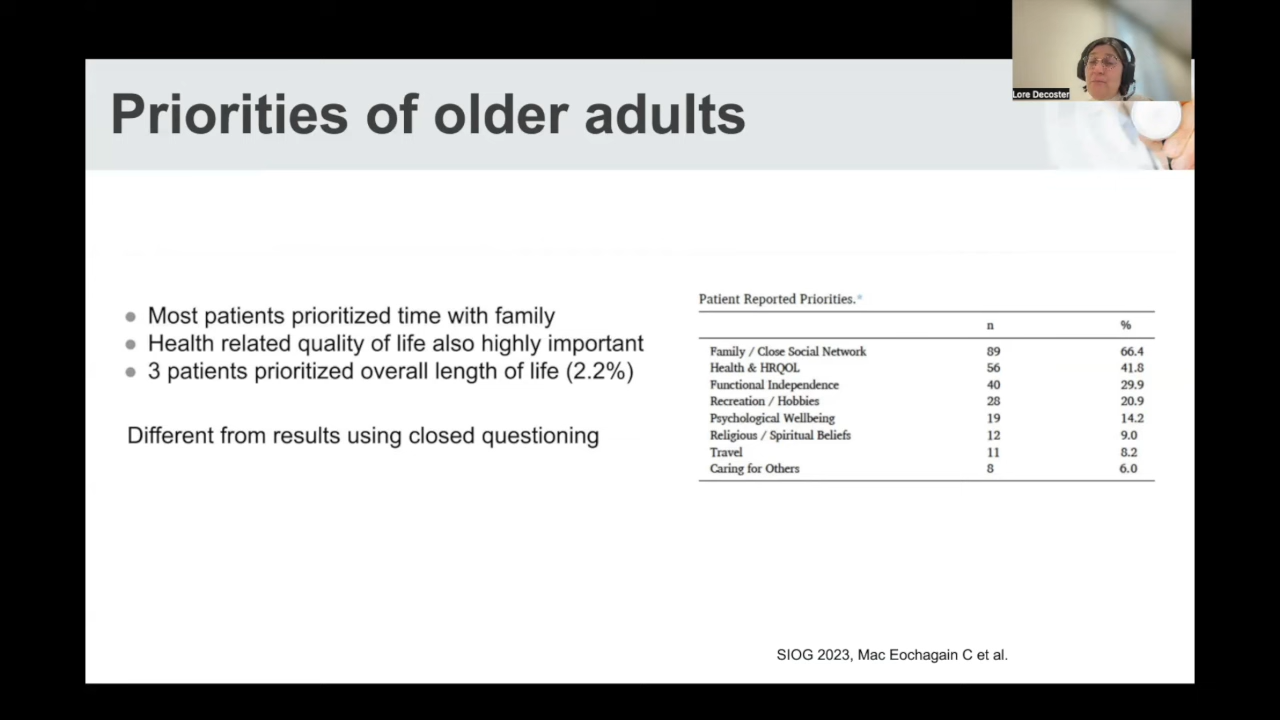 Lore Decoster
Priorities of older adults
• Most patients prioritized time with family
• Health related quality of life also highly important
• 3 patients prioritized overall length of life (2.2%)
Different from results using closed questioning
Patient Reported Priorities.*
n %
Family / Close Social Network 89 66.4
Health & HRQOL 56 41.8
Functional Independence 40 29.9
Recreation / Hobbies 28 20.9
Psychological Wellbeing 19 14.2
Religious / Spiritual Beliefs 12 9.0
Travel 11 8.2
Caring for Others 8 6.0
SIOG 2023, Mac Eochagain C et al.